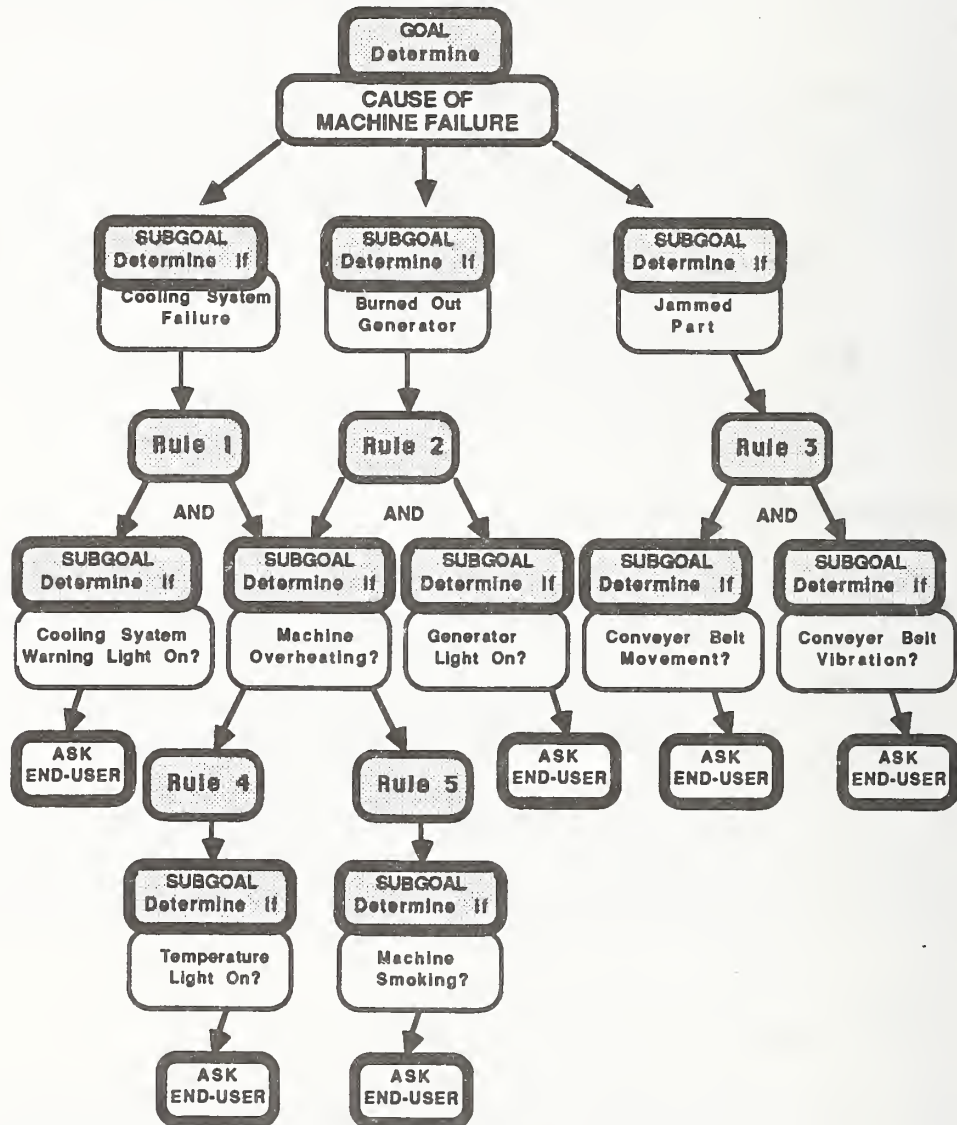 GOAL
Determine
CAUSE OF
MACHINE FAILURE
SUBGOAL
Determine If
Cooling System
Failure
SUBGOAL
Determine If
Burned Out
Generator
SUBGOAL
Determine If
Jammed
Part
Rule 1
Rule 2
Rule 3
AND
AND
AND
SUBGOAL
Determine If
Cooling System
Warning Light On?
SUBGOAL
Determine If
Machine
Overheating?
SUBGOAL
Determine If
Generator
Light On?
SUBGOAL
Determine If
Conveyer Belt
Movement?
SUBGOAL
Determine If
Conveyer Belt
Vibration?
ASK
END-USER
Rule 4
Rule 5
ASK
END-USER
ASK
END-USER
ASK
END-USER
SUBGOAL
Determine If
Temperature
Light On?
SUBGOAL
Determine If
Machine
Smoking?
ASK
END-USER
ASK
END-USER